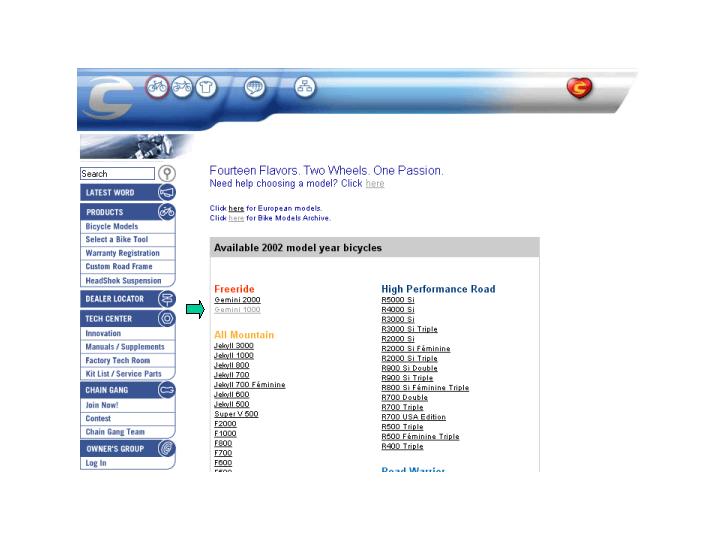 Search
LATEST WORD
PRODUCTS
Bicycle Models
Select a Bike Tool
Warranty Registration
Custom Road Frame
HeadShok Suspension
DEALER LOCATOR
TECH CENTER
Innovation
Manuals / Supplements
Factory Tech Room
Kit List / Service Parts
CHAIN GANG
Join Now!
Contest
Chain Gang Team
OWNER'S GROUP
Log In
Fourteen Flavors. Two Wheels. One Passion.
Need help choosing a model? Click here
Click here for European models.
Click here for Bike Models Archive.
Available 2002 model year bicycles
Freeride
Gemini 2000
Gemini 1000
All Mountain
Jekyll 3000
Jekyll 1000
Jekyll 800
Jekyll 700
Jekyll 700 Féminine
Jekyll 600
Jekyll 500
Super V 500
F2000
F1000
F800
F700
F600
High Performance Road
R5000 Si
R4000 Si
R3000 Si
R3000 Si Triple
R2000 Si
R2000 Si Féminine
R2000 Si Triple
R900 Si Double
R900 Si Triple
R800 Si Féminine Triple
R700 Double
R700 Triple
R700 USA Edition
R500 Triple
R500 Féminine Triple
R400 Triple
Road Warrior